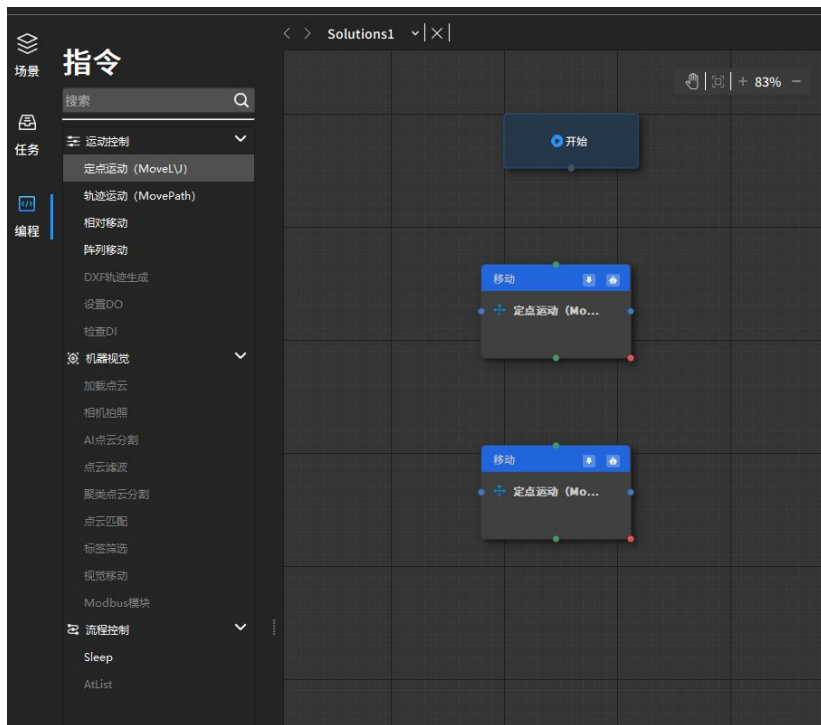 Solutions1
场景
指令
83%
搜索
任务
运动控制
开始
定点运动（MoveL\J）
轨迹运动（MovePath）
编程
相对移动
阵列移动
DXF轨迹生成
移动
设置DO
定点运动（Mo...
检查DI
机器视觉
加载点云
相机拍照
AI点云分割
点云滤波
移动
聚类点云分割
定点运动（Mo...
点云匹配
标签筛选
视觉移动
Modbus模块
流程控制
Sleep
AtList